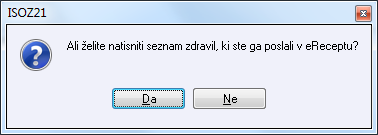 ISOZ21
Ali želite natisniti seznam zdravil, ki ste ga poslali v eReceptu?
Da
Ne